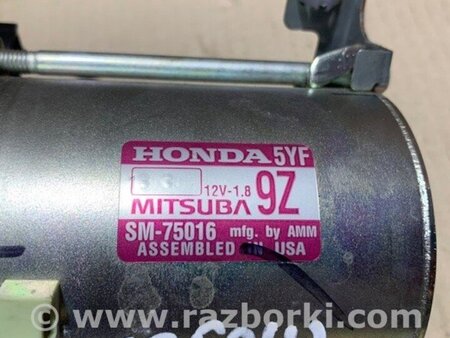 HONDA 5YF
12V-1.8 9Z
MITSUBA
SM-75016 mfg. by AMM
ASSEMBLED IN USA
© www.razborki.com